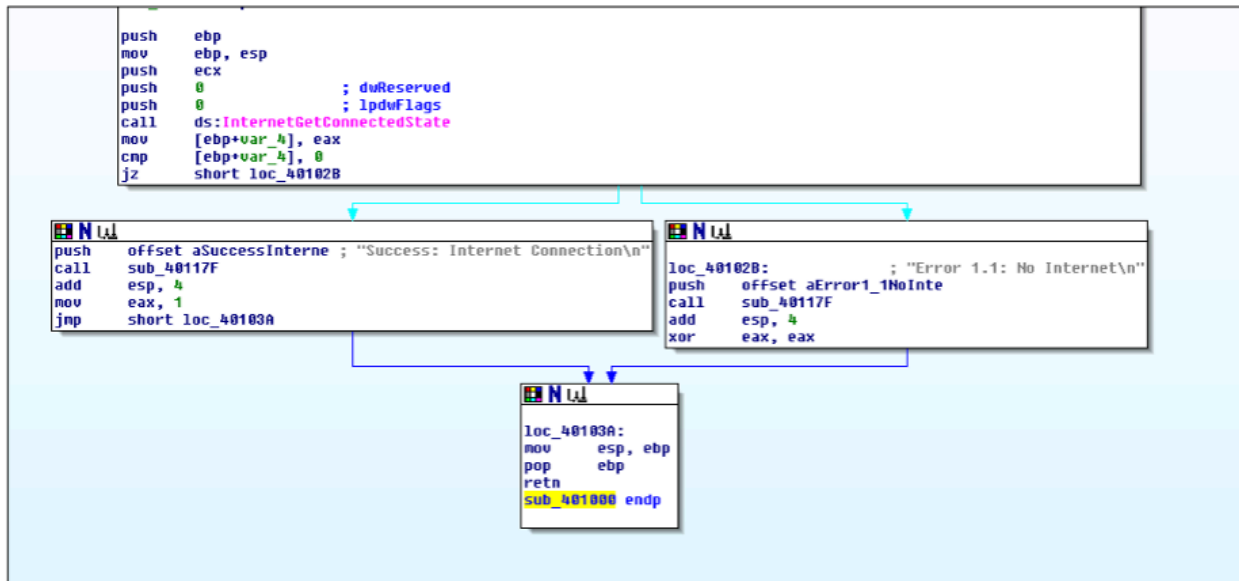 push ebp
mov ebp, esp
push ecx
push 0 ; dwReserved
push 0 ; lpdwFlags
call ds:InternetGetConnectedState
mov [ebp+var_4], eax
cmp [ebp+var_4], 0
jz short loc_40102B
push offset aSuccessInterne ; "Success: Internet Connection\n"
call sub_40117F
add esp, 4
mov eax, 1
jmp short loc_40103A
loc_40102B: ; "Error 1.1: No Internet\n"
push offset aError1_1NoInte
call sub_40117F
add esp, 4
xor eax, eax
loc_40103A:
mov esp, ebp
pop ebp
retn
sub_401000 endp